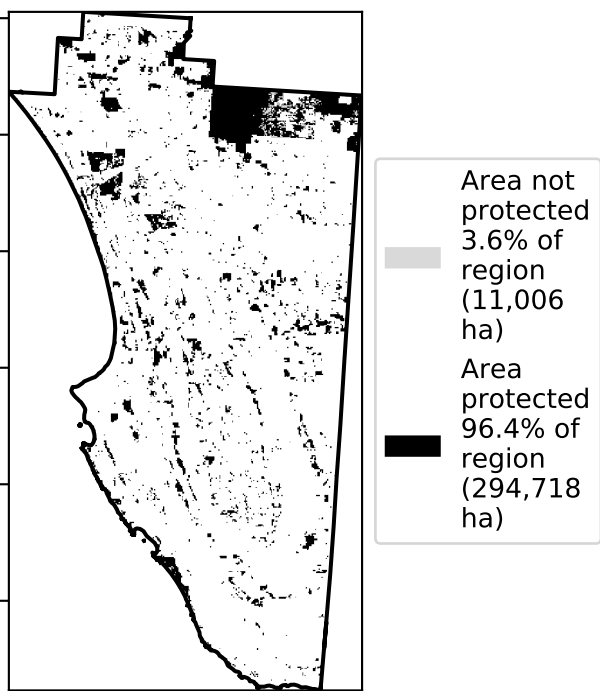 Area not
protected
3.6% of
region
(11,006
ha)
Area
protected
96.4% of
region
(294,718
ha)